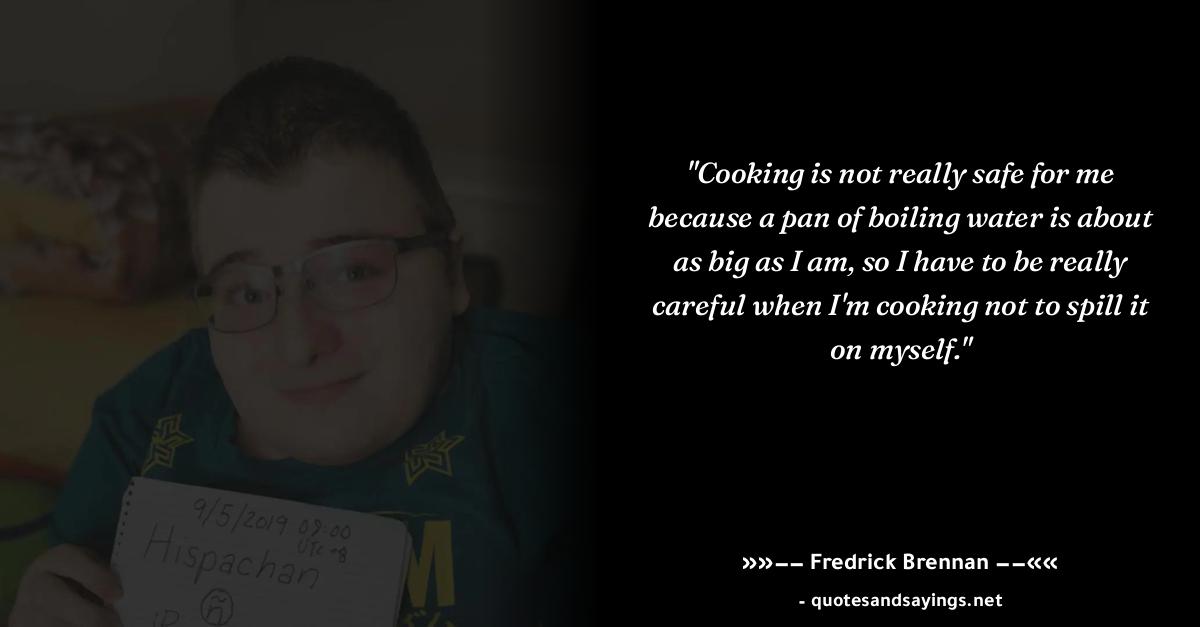 "Cooking is not really safe for me
because a pan of boiling water is about
as big as I am, so I have to be really
careful when I'm cooking not to spill it
on myself."
»»−− Fredrick Brennan −−««
- quotesandsayings.net
9/5/2019 09:00
UTC +8
Hispachan
ñ
M